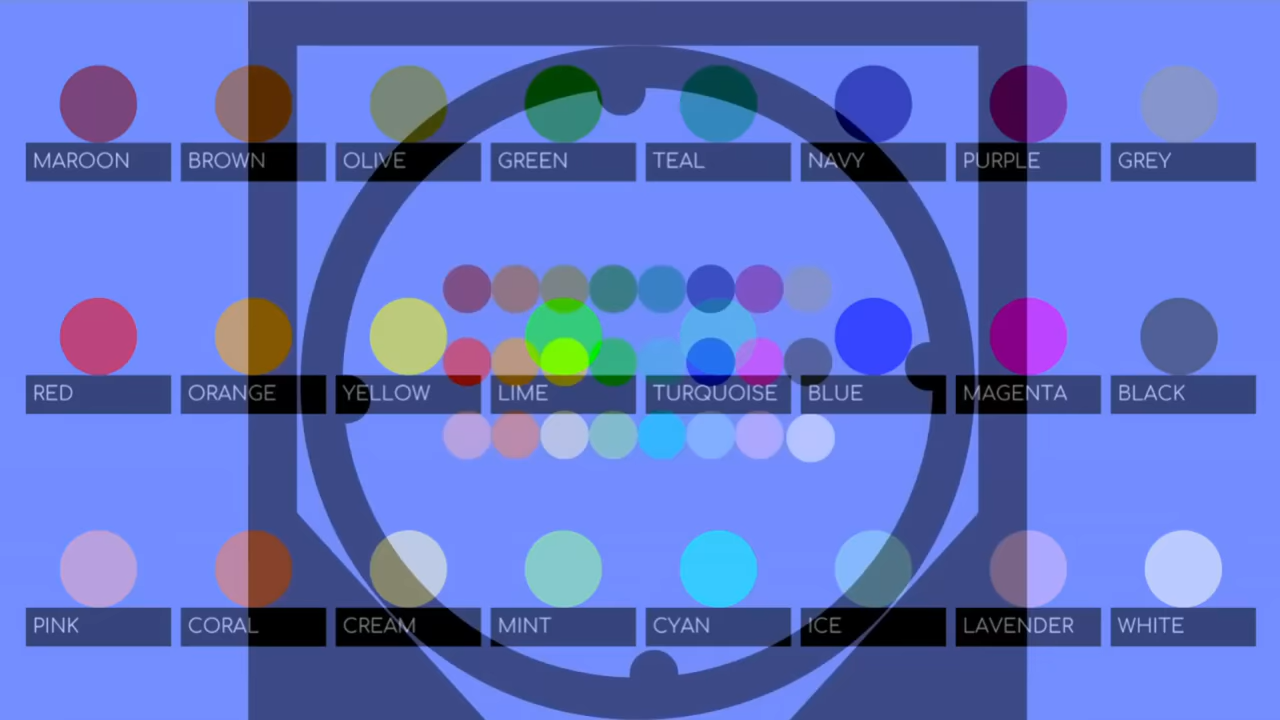 MAROON
BROWN
OLIVE
GREEN
TEAL
NAVY
PURPLE
GREY
RED
ORANGE
YELLOW
LIME
TURQUOISE
BLUE
MAGENTA
BLACK
PINK
CORAL
CREAM
MINT
CYAN
ICE
LAVENDER
WHITE